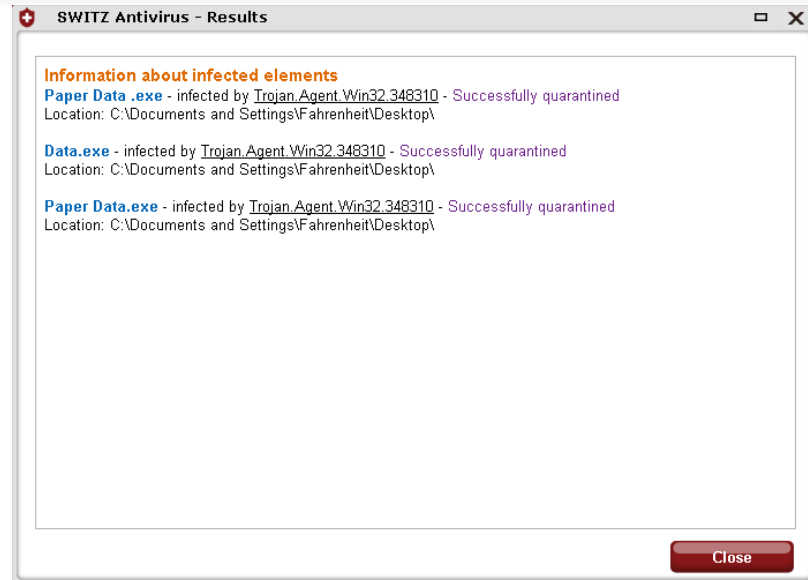 SWITZ Antivirus - Results
Information about infected elements
Paper Data .exe - infected by Trojan.Agent.Win32.348310 - Successfully quarantined
Location: C:\Documents and Settings\Fahrenheit\Desktop\
Data.exe - infected by Trojan.Agent.Win32.348310 - Successfully quarantined
Location: C:\Documents and Settings\Fahrenheit\Desktop\
Paper Data.exe - infected by Trojan.Agent.Win32.348310 - Successfully quarantined
Location: C:\Documents and Settings\Fahrenheit\Desktop\
Close